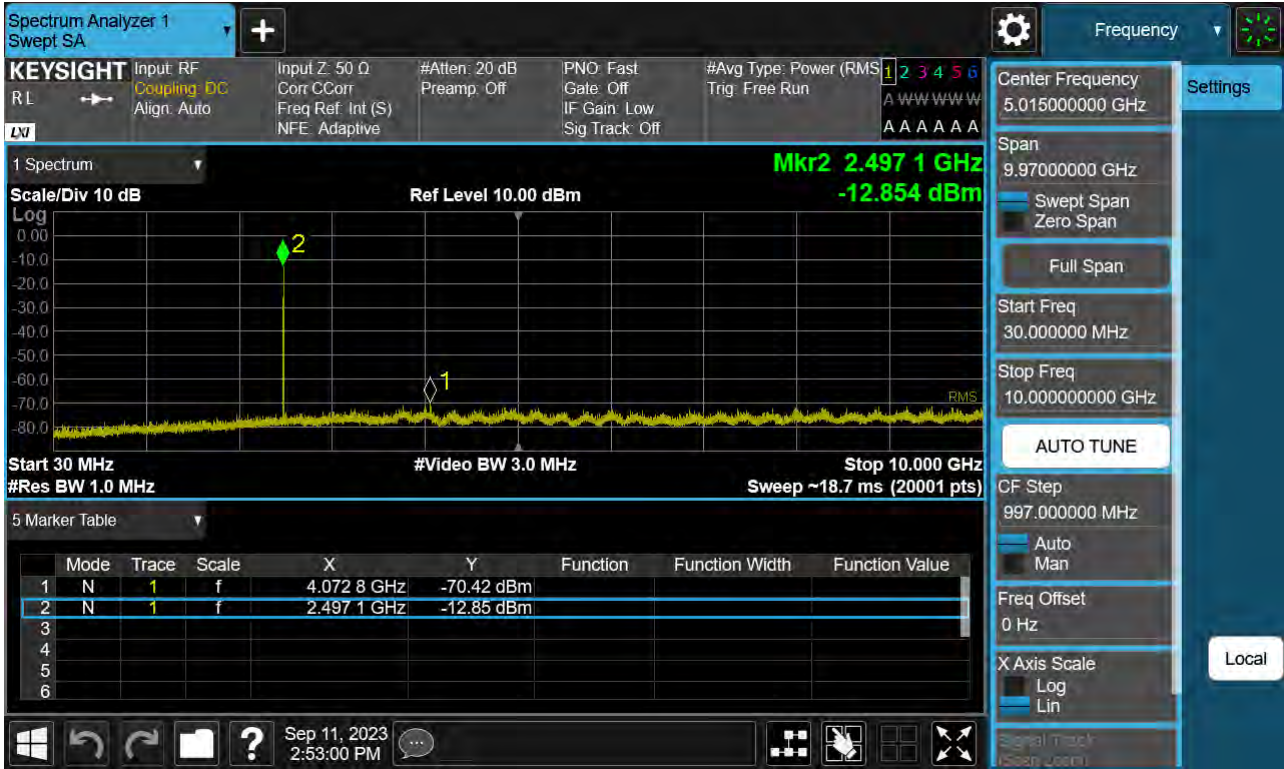 Spectrum Analyzer 1
Swept SA
+
Frequency
KEYSIGHT
RL
LXI
Input: RF
Coupling: DC
Align: Auto
Input Z: 50 Ω
Corr CCorr
Freq Ref: Int (S)
NFE: Adaptive
#Atten: 20 dB
Preamp: Off
PNO: Fast
Gate: Off
IF Gain: Low
Sig Track: Off
#Avg Type: Power (RMS
Trig: Free Run
1 2 3 4 5 6
A W W W W W
A A A A A A
1 Spectrum
Mkr2 2.497 1 GHz
Scale/Div 10 dB
Ref Level 10.00 dBm
-12.854 dBm
Log
0.00
-10.0
-20.0
-30.0
-40.0
-50.0
-60.0
-70.0
-80.0
2
1
RMS
Start 30 MHz
#Video BW 3.0 MHz
Stop 10.000 GHz
#Res BW 1.0 MHz
Sweep ~18.7 ms (20001 pts)
5 Marker Table
Mode Trace Scale X Y Function Function Width Function Value
1 N 1 f 4.072 8 GHz -70.42 dBm
2 N 1 f 2.497 1 GHz -12.85 dBm
3
4
5
6
?
Sep 11, 2023
2:53:00 PM
Center Frequency
5.015000000 GHz
Settings
Span
9.97000000 GHz
Swept Span
Zero Span
Full Span
Start Freq
30.000000 MHz
Stop Freq
10.000000000 GHz
AUTO TUNE
CF Step
997.000000 MHz
Auto
Man
Freq Offset
0 Hz
X Axis Scale
Log
Lin
Local
Signal Track
(Span Zoom)